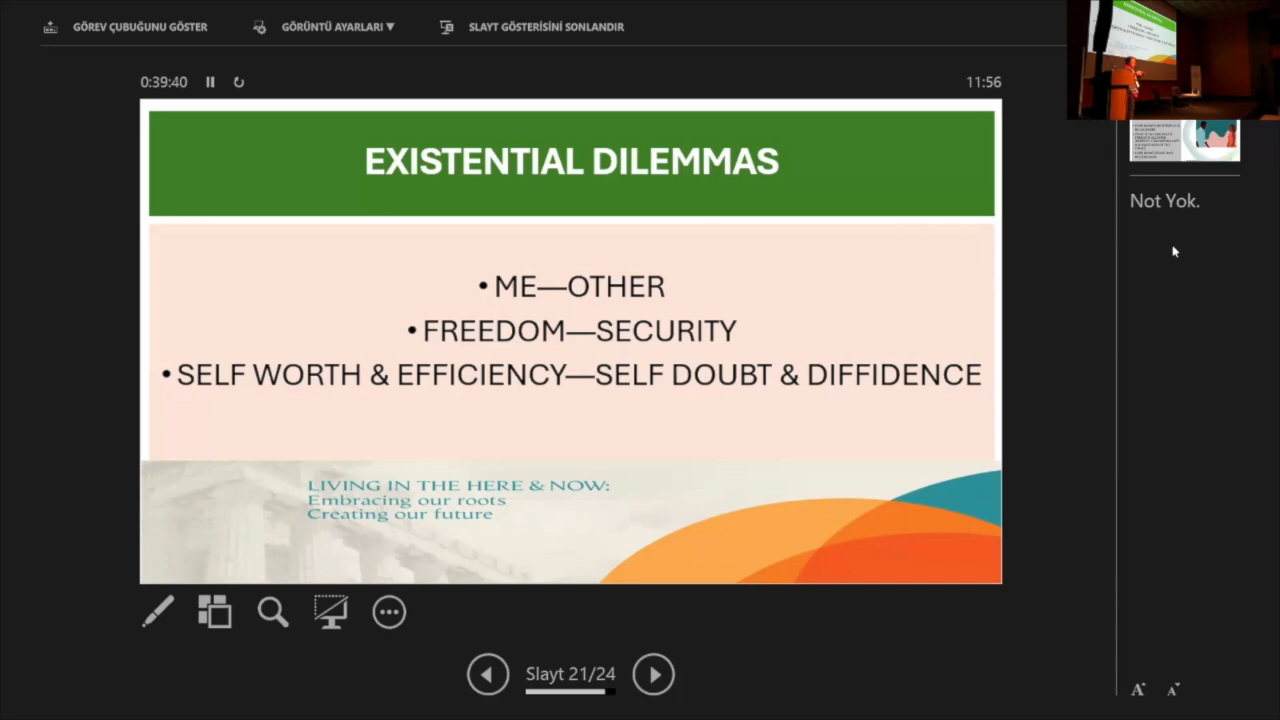 GÖREV ÇUBUĞUNU GÖSTER
GÖRÜNTÜ AYARLARI ▼
SLAYT GÖSTERİSİNİ SONLANDIR
0:39:40
11:56
EXISTENTIAL DILEMMAS
• ME—OTHER
• FREEDOM—SECURITY
• SELF WORTH & EFFICIENCY—SELF DOUBT & DIFFIDENCE
LIVING IN THE HERE & NOW:
Embracing our roots
Creating our future
Not Yok.
Slayt 21/24
A A